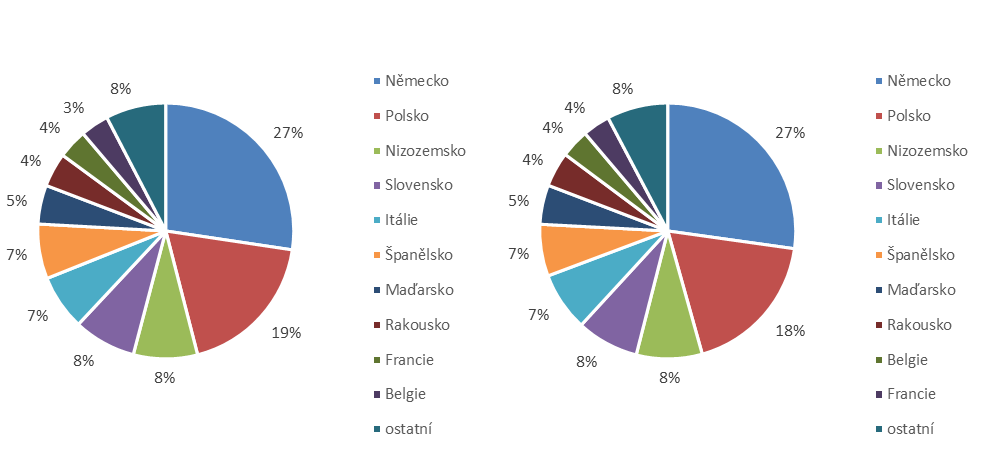 8%
3%
4%
4%
5%
7%
7%
8%
8%
19%
27%
Německo
Polsko
Nizozemsko
Slovensko
Itálie
Španělsko
Maďarsko
Rakousko
Francie
Belgie
ostatní
8%
4%
4%
4%
5%
7%
7%
8%
8%
18%
27%
Německo
Polsko
Nizozemsko
Slovensko
Itálie
Španělsko
Maďarsko
Rakousko
Belgie
Francie
ostatní